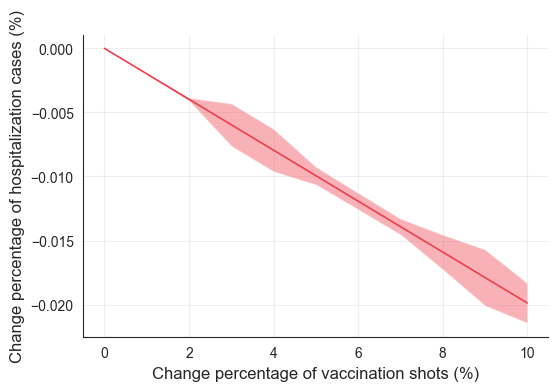 Change percentage of hospitalization cases (%)
0.000
−0.005
−0.010
−0.015
−0.020
0 2 4 6 8 10
Change percentage of vaccination shots (%)